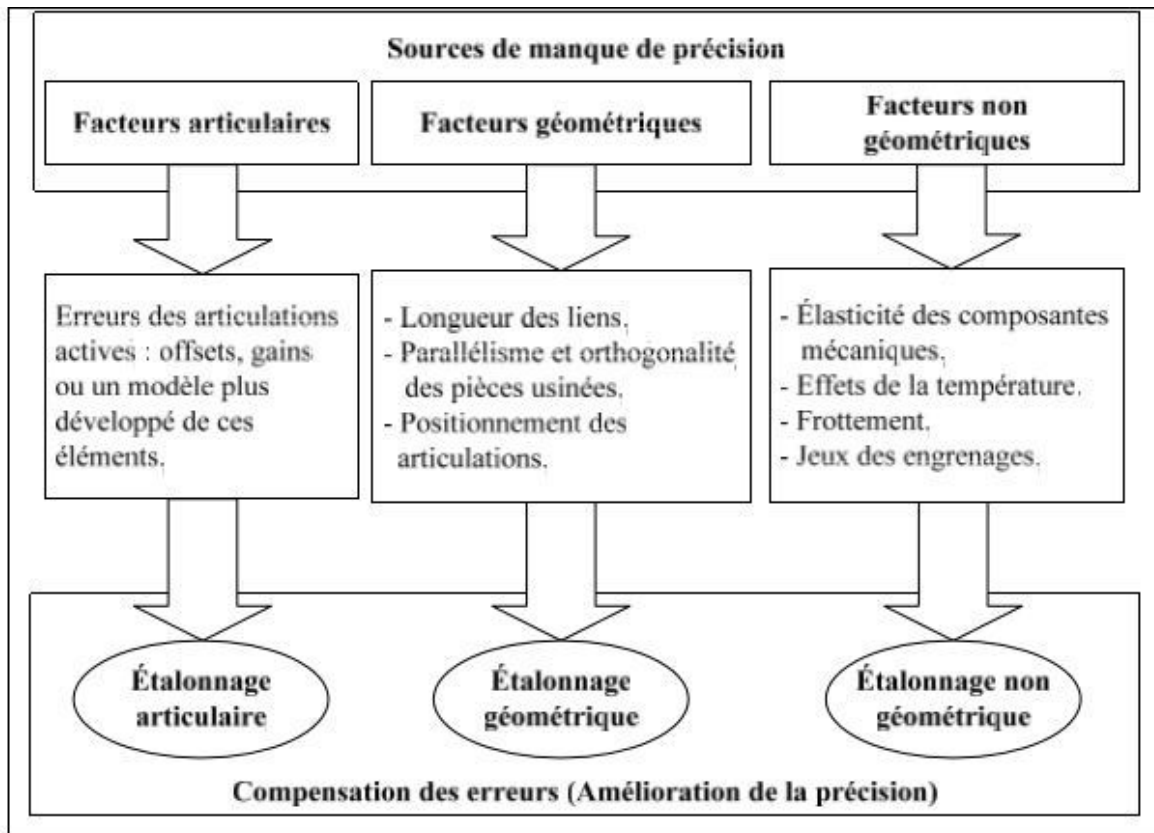 Sources de manque de précision
Facteurs articulaires
Facteurs géométriques
Facteurs non
géométriques
Erreurs des articulations
actives : offsets, gains
ou un modèle plus
développé de ces
éléments.
- Longueur des liens.
- Parallélisme et orthogonalité
des pièces usinées.
- Positionnement des
articulations.
- Élasticité des composantes
mécaniques.
- Effets de la température.
- Frottement.
- Jeux des engrenages.
Étalonnage
articulaire
Étalonnage
géométrique
Étalonnage non
géométrique
Compensation des erreurs (Amélioration de la précision)